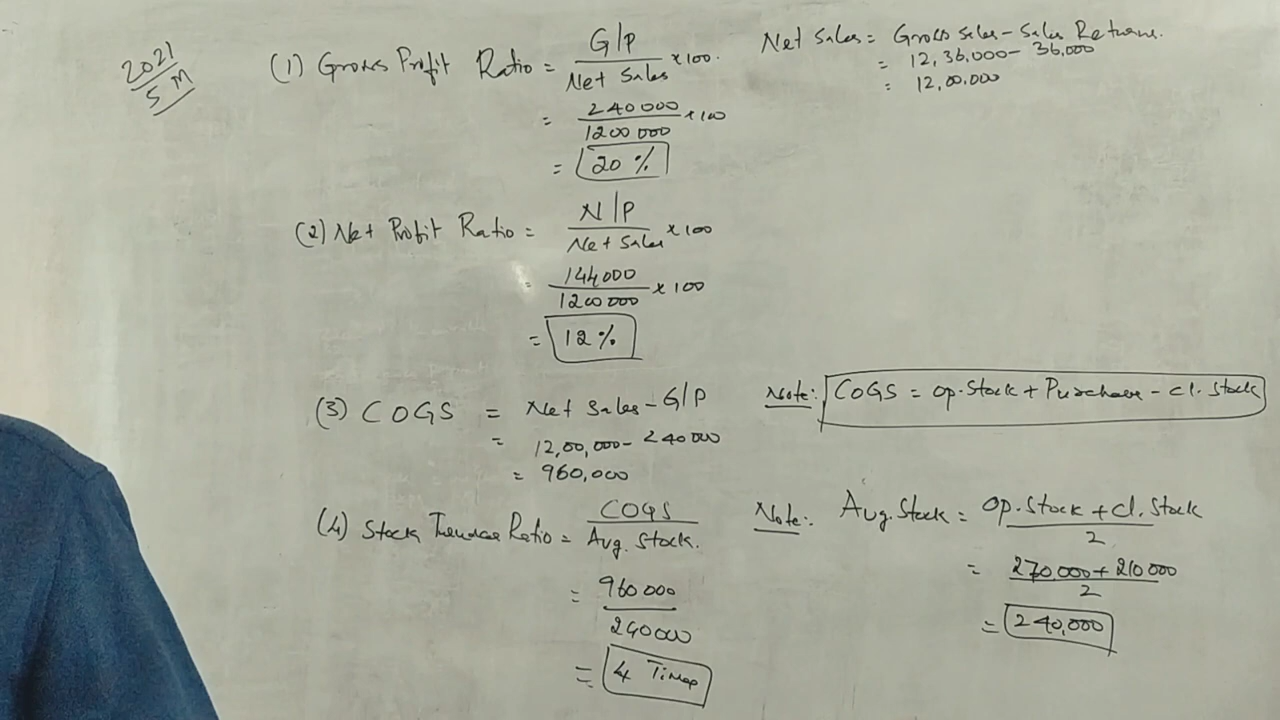 2021
5 M
(1) Gross Profit Ratio = G/P / Net Sales × 100.
= 240000 / 1200000 × 100
= 20 %
Net Sales = Gross Sales - Sales Returns.
= 12,36,000 - 36,000
= 12,00,000
(2) Net Profit Ratio = N/P / Net Sales × 100
= 144000 / 1200000 × 100
= 12 %
(3) COGS = Net Sales - G/P
= 12,00,000 - 240000
= 960,000
Note: COGS = Op. Stock + Purchases - Cl. Stock
(4) Stock Ratio = COGS / Avg. Stock.
= 960000 / 240000
= 4 Times
Note: Avg. Stock = Op. Stock + Cl. Stock / 2
= 270000 + 210000 / 2
= 240,000